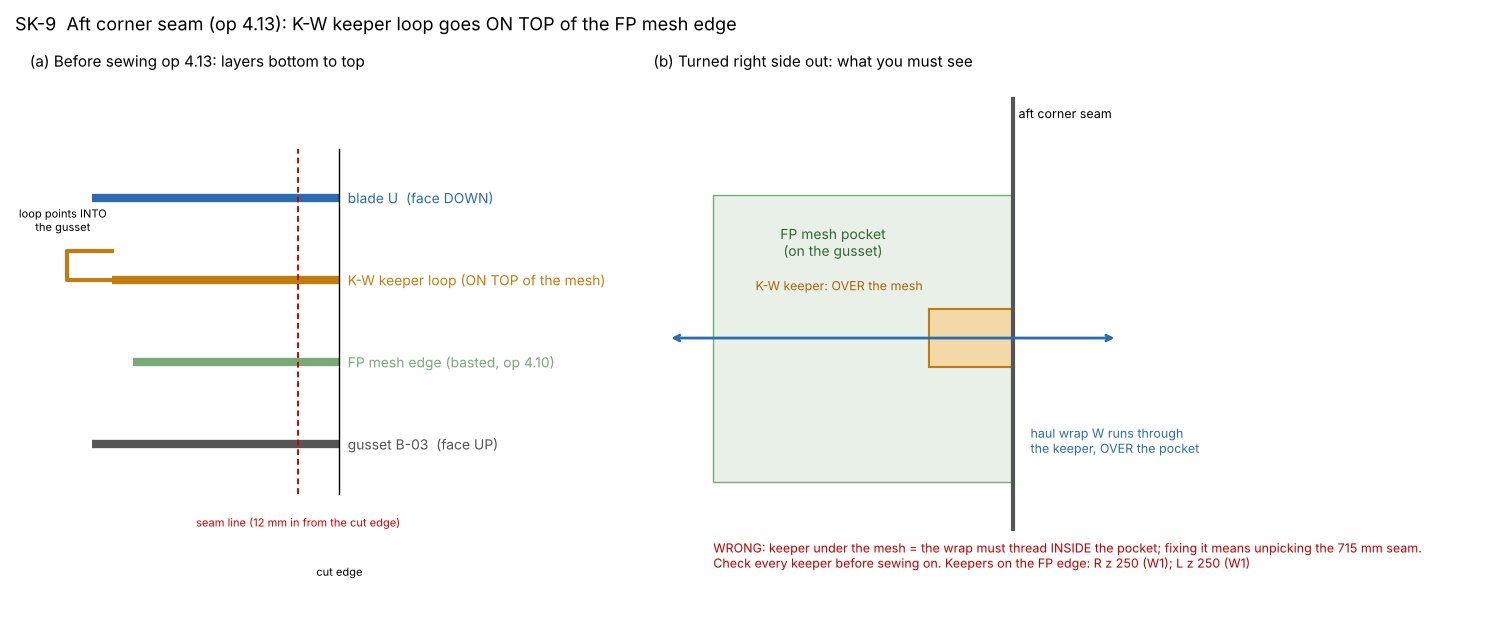 SK-9 Aft corner seam (op 4.13): K-W keeper loop goes ON TOP of the FP mesh edge
(a) Before sewing op 4.13: layers bottom to top
blade U (face DOWN)
loop points INTO
the gusset
K-W keeper loop (ON TOP of the mesh)
FP mesh edge (basted, op 4.10)
gusset B-03 (face UP)
seam line (12 mm in from the cut edge)
cut edge
(b) Turned right side out: what you must see
aft corner seam
FP mesh pocket
(on the gusset)
K-W keeper: OVER the mesh
haul wrap W runs through
the keeper, OVER the pocket
WRONG: keeper under the mesh = the wrap must thread INSIDE the pocket; fixing it means unpicking the 715 mm seam.
Check every keeper before sewing on. Keepers on the FP edge: R z 250 (W1); L z 250 (W1)